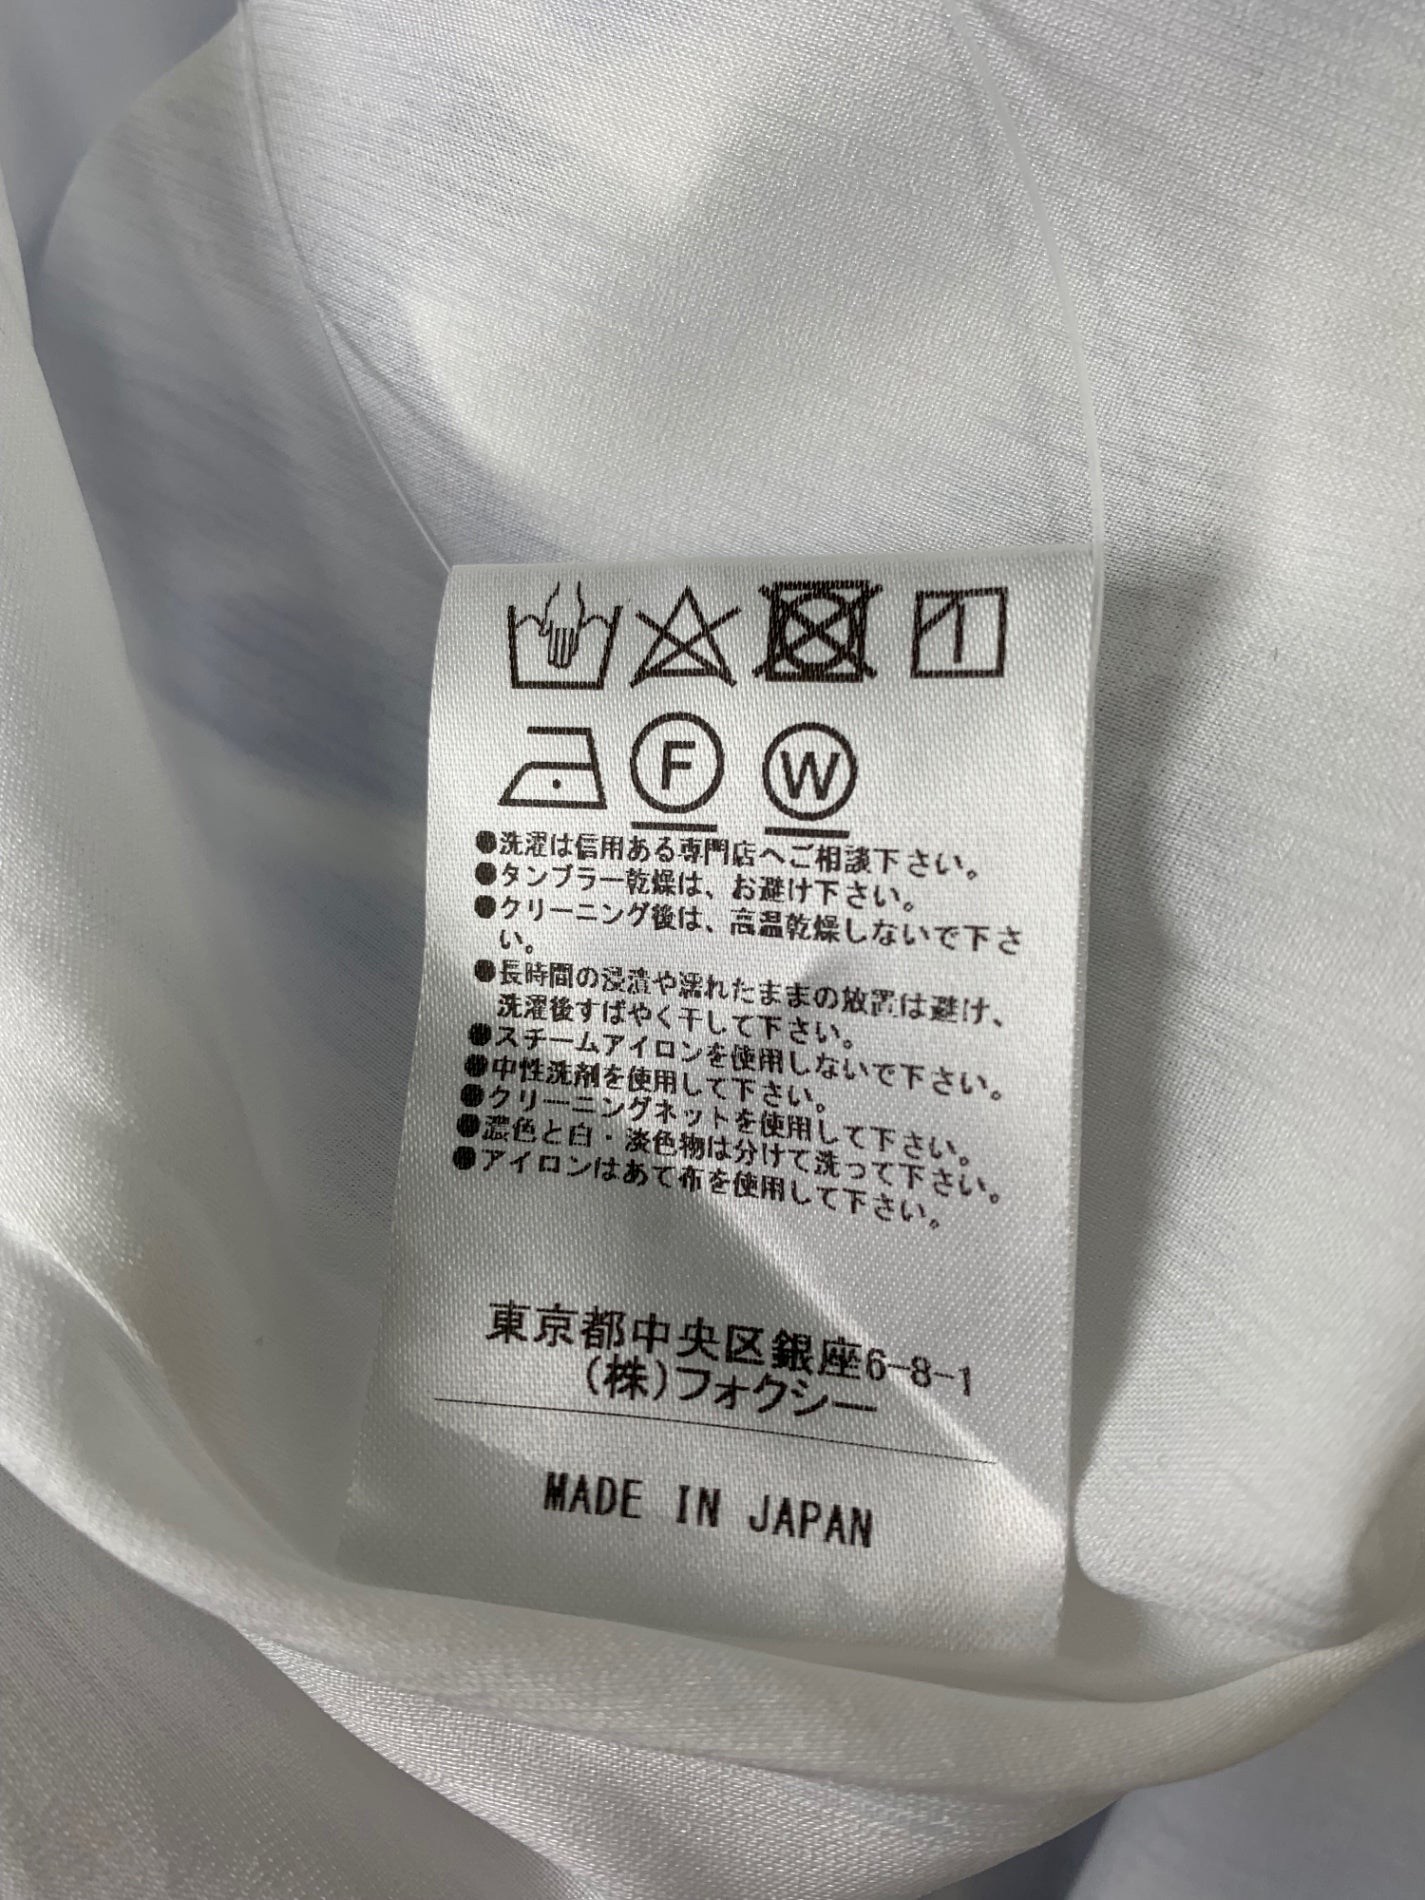 F W
●洗濯は信用ある専門店へご相談下さい。
●タンブラー乾燥は、お避け下さい。
●クリーニング後は、高温乾燥しないで下さ
い。
●長時間の浸漬や濡れたままの放置は避け、
洗濯後すばやく干して下さい。
●スチームアイロンを使用しないで下さい。
●中性洗剤を使用して下さい。
●クリーニングネットを使用して下さい。
●濃色と白・淡色物は分けて洗って下さい。
●アイロンはあて布を使用して下さい。
東京都中央区銀座6-8-1
(株)フォクシー
MADE IN JAPAN